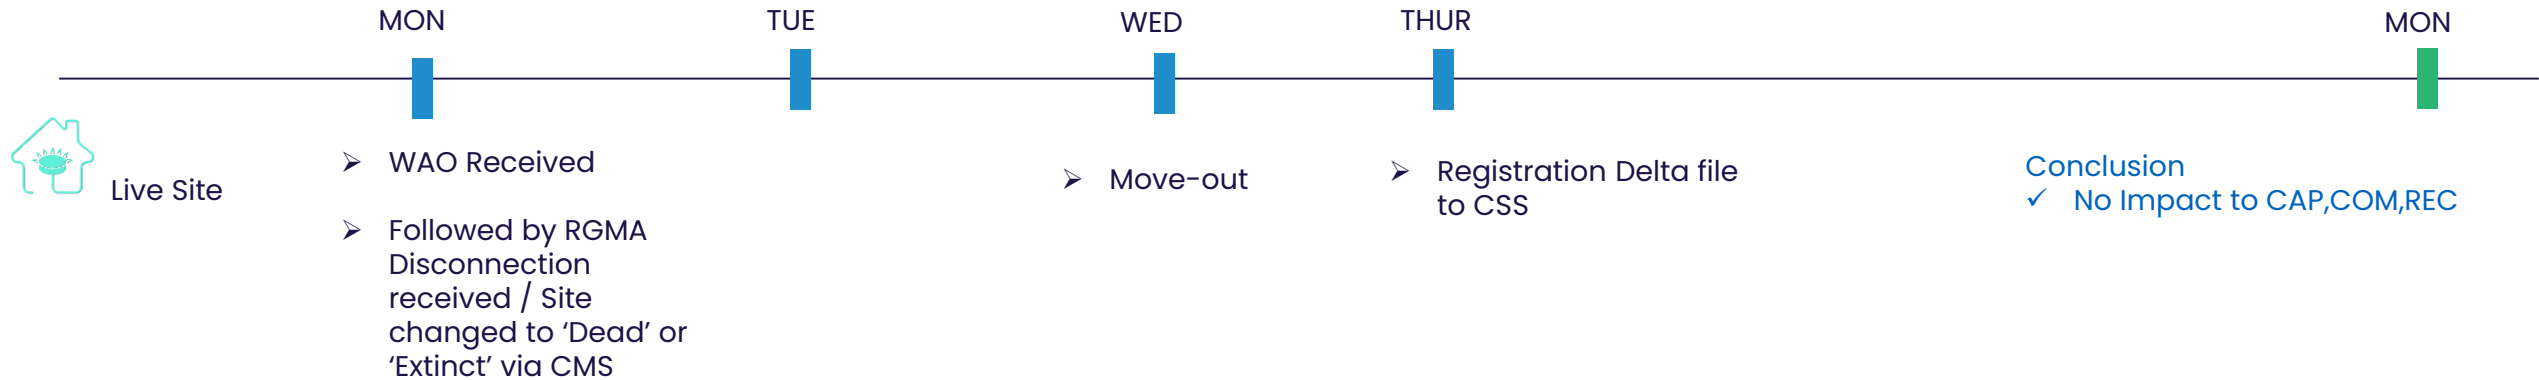 MON
TUE
WED
THUR
MON
Live Site
➢ WAO Received
➢ Followed by RGMA
Disconnection
received / Site
changed to ‘Dead’ or
‘Extinct’ via CMS
➢ Move-out
➢ Registration Delta file
to CSS
Conclusion
✓ No Impact to CAP,COM,REC